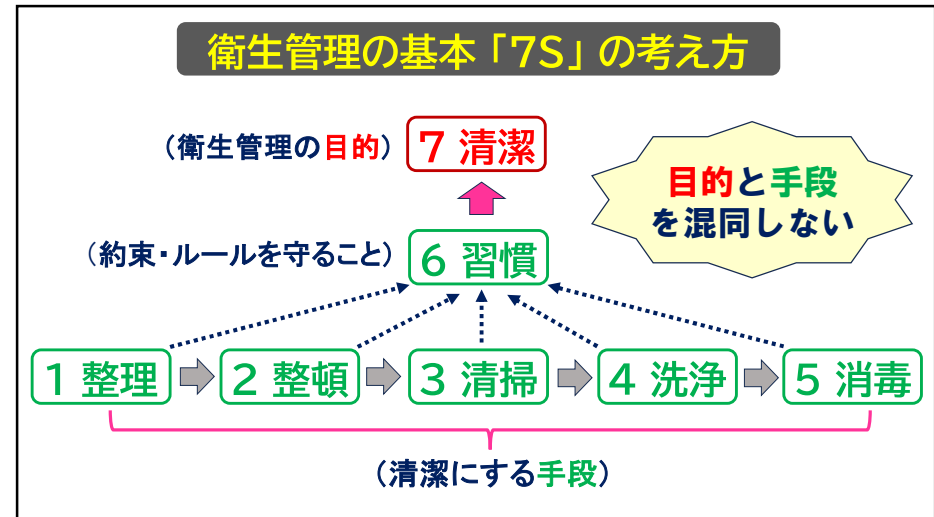 衛生管理の基本「7S」の考え方
(衛生管理の目的)
7 清潔
目的と手段
を混同しない
(約束・ルールを守ること)
6 習慣
1 整理
2 整頓
3 清掃
4 洗浄
5 消毒
(清潔にする手段)